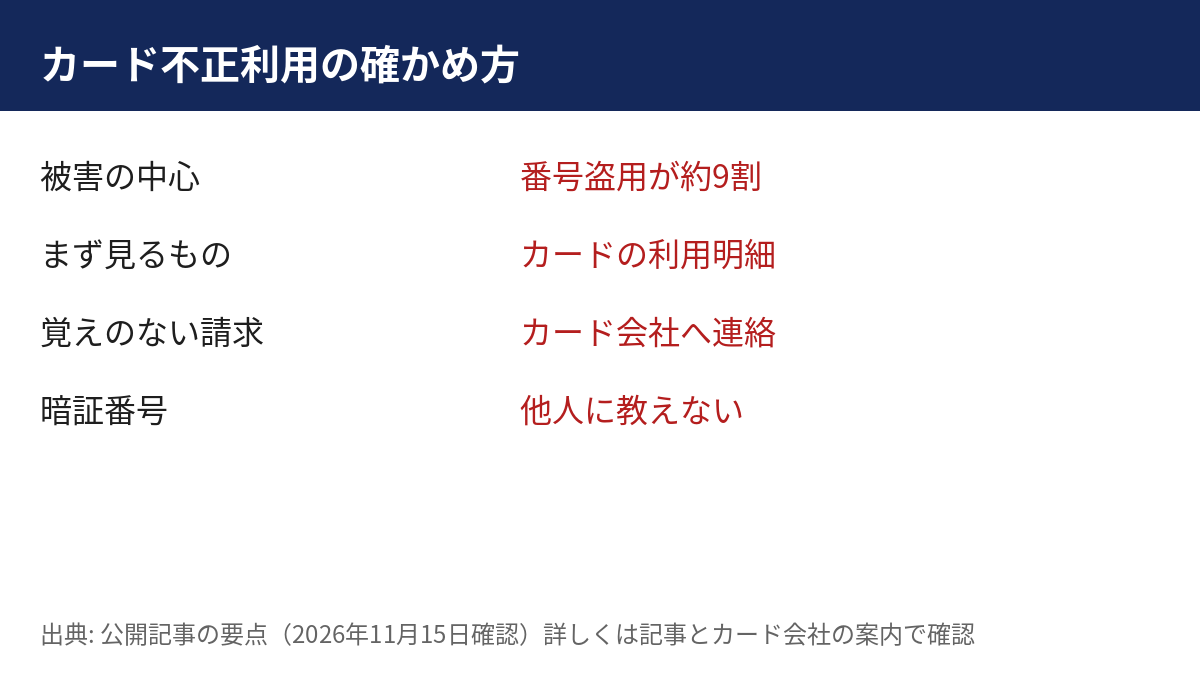 カード不正利用の確かめ方
被害の中心 番号盗用が約9割
まず見るもの カードの利用明細
覚えのない請求 カード会社へ連絡
暗証番号 他人に教えない
出典: 公開記事の要点（2026年11月15日確認）詳しくは記事とカード会社の案内で確認